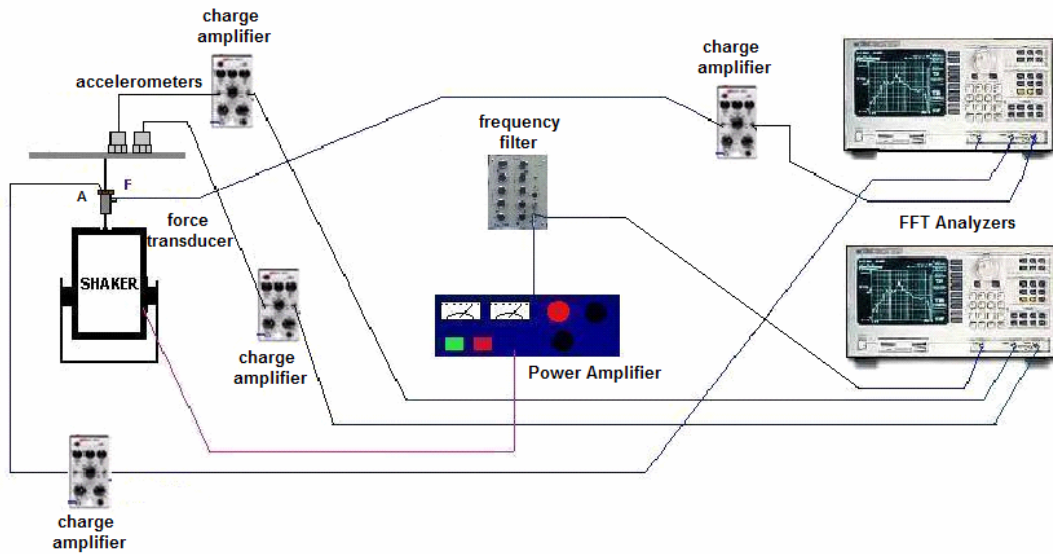 charge
amplifier
accelerometers
charge
amplifier
frequency
filter
A
F
force
transducer
SHAKER
FFT Analyzers
charge
amplifier
Power Amplifier
charge
amplifier